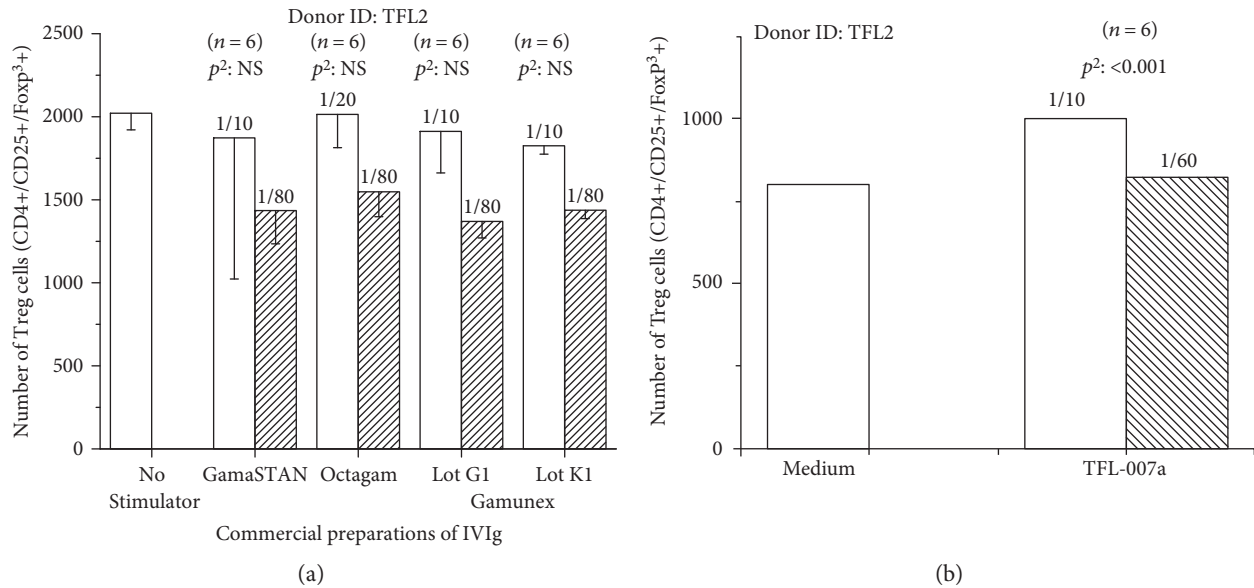 Donor ID: TFL2
(n = 6) (n = 6) (n = 6) (n = 6)
p²: NS p²: NS p²: NS p²: NS
Number of Treg cells (CD4+/CD25+/Foxp³+)
2500
2000
1500
1000
500
0
1/10 1/80 1/20 1/80 1/10 1/80 1/10 1/80
No Stimulator GamaSTAN Octagam Lot G1 Lot K1
Gamunex
Commercial preparations of IVIg
(a)
Donor ID: TFL2
(n = 6)
p²: <0.001
Number of Treg cells (CD4+/CD25+/FoxP³+)
1000
500
0
1/10
1/60
Medium TFL-007a
(b)